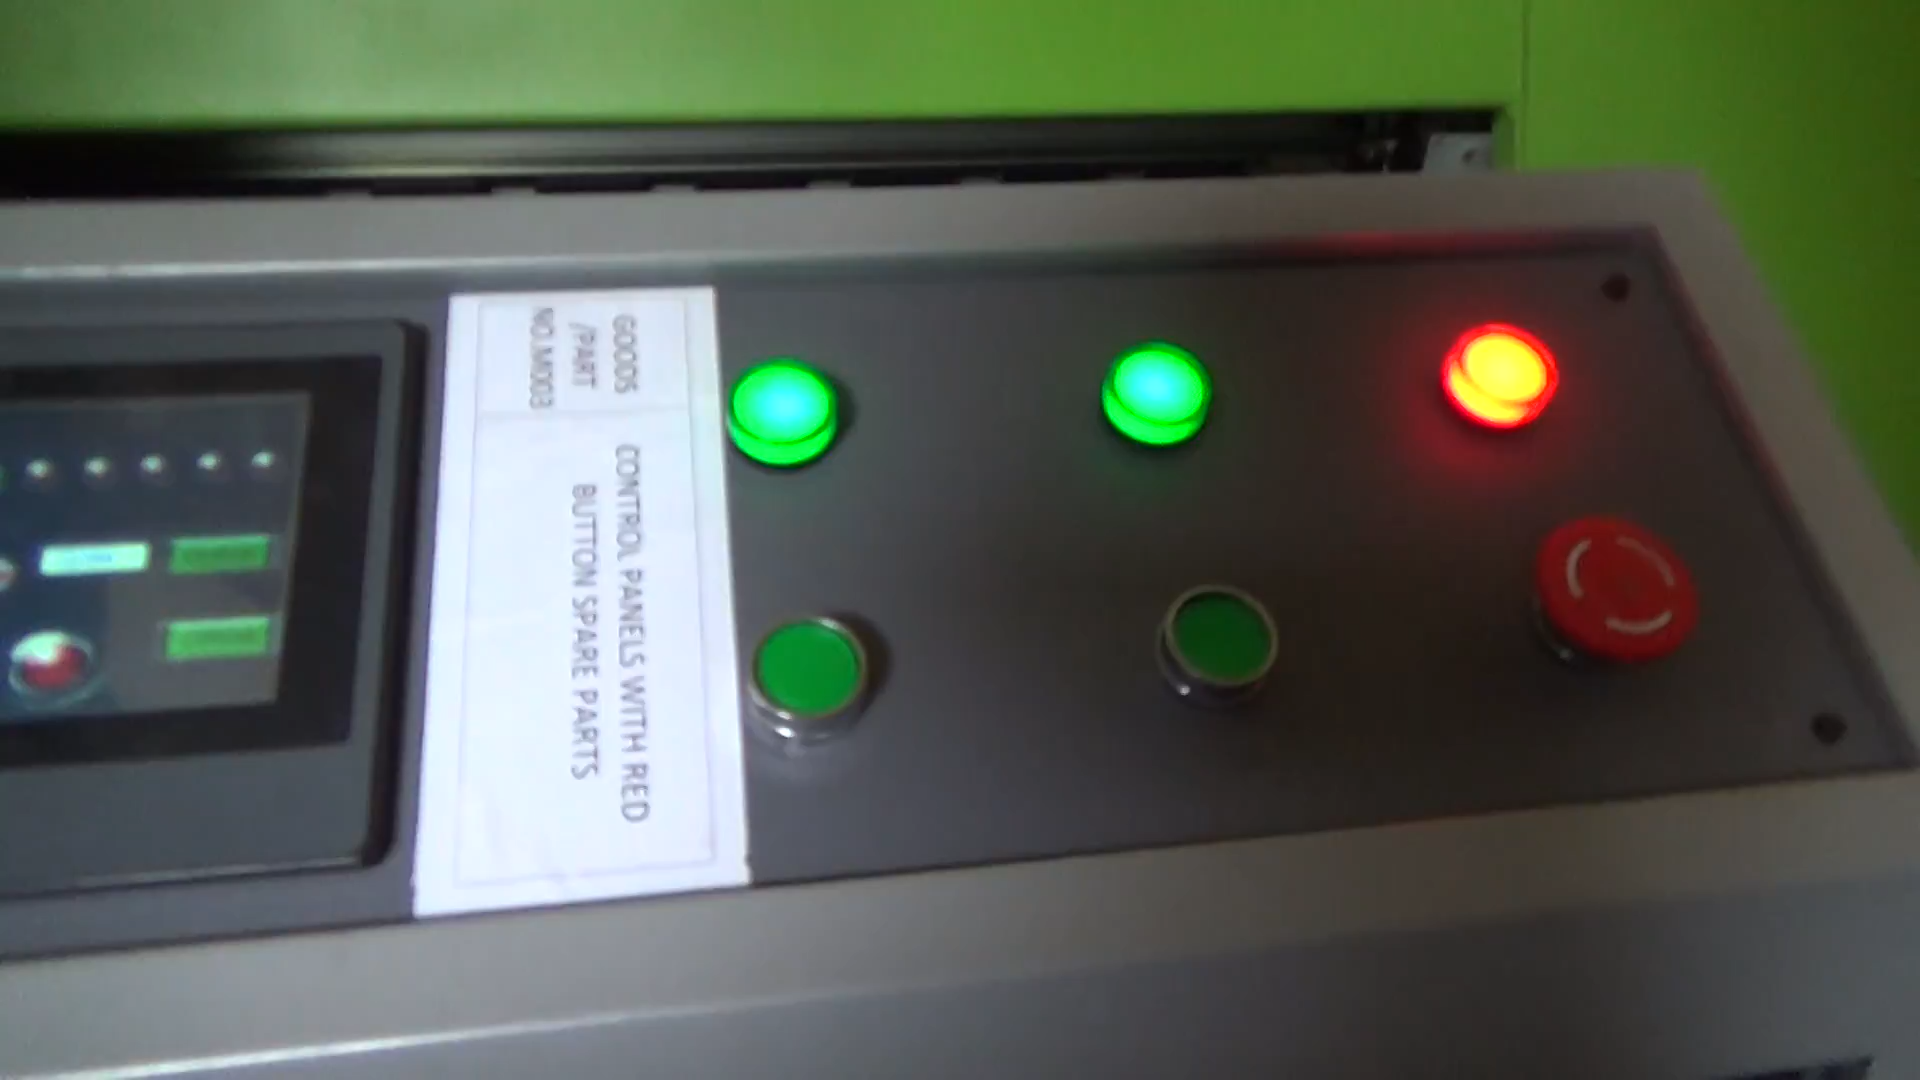 GOODS
/PART
NO.M003
CONTROL PANELS WITH RED
BUTTON SPARE PARTS